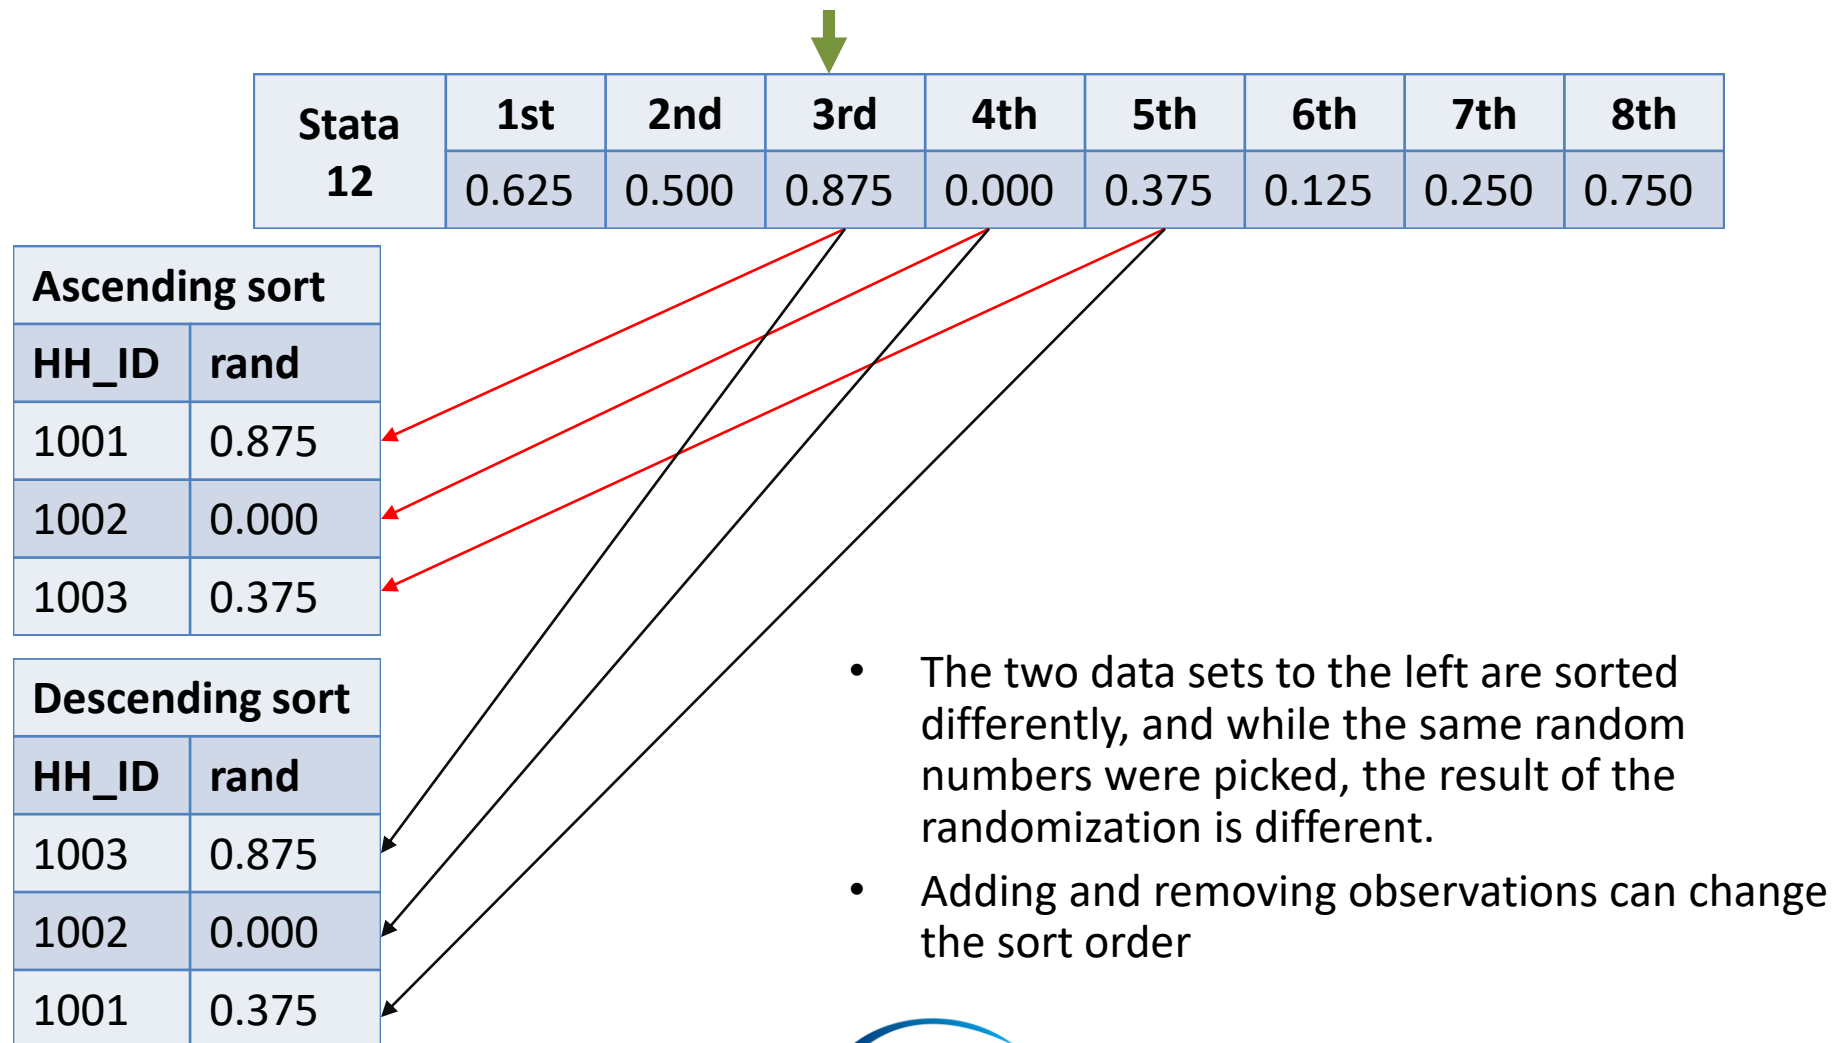 Stata 12 1st 2nd 3rd 4th 5th 6th 7th 8th
0.625 0.500 0.875 0.000 0.375 0.125 0.250 0.750
Ascending sort
HH_ID rand
1001 0.875
1002 0.000
1003 0.375
Descending sort
HH_ID rand
1003 0.875
1002 0.000
1001 0.375
• The two data sets to the left are sorted
differently, and while the same random
numbers were picked, the result of the
randomization is different.
• Adding and removing observations can change
the sort order